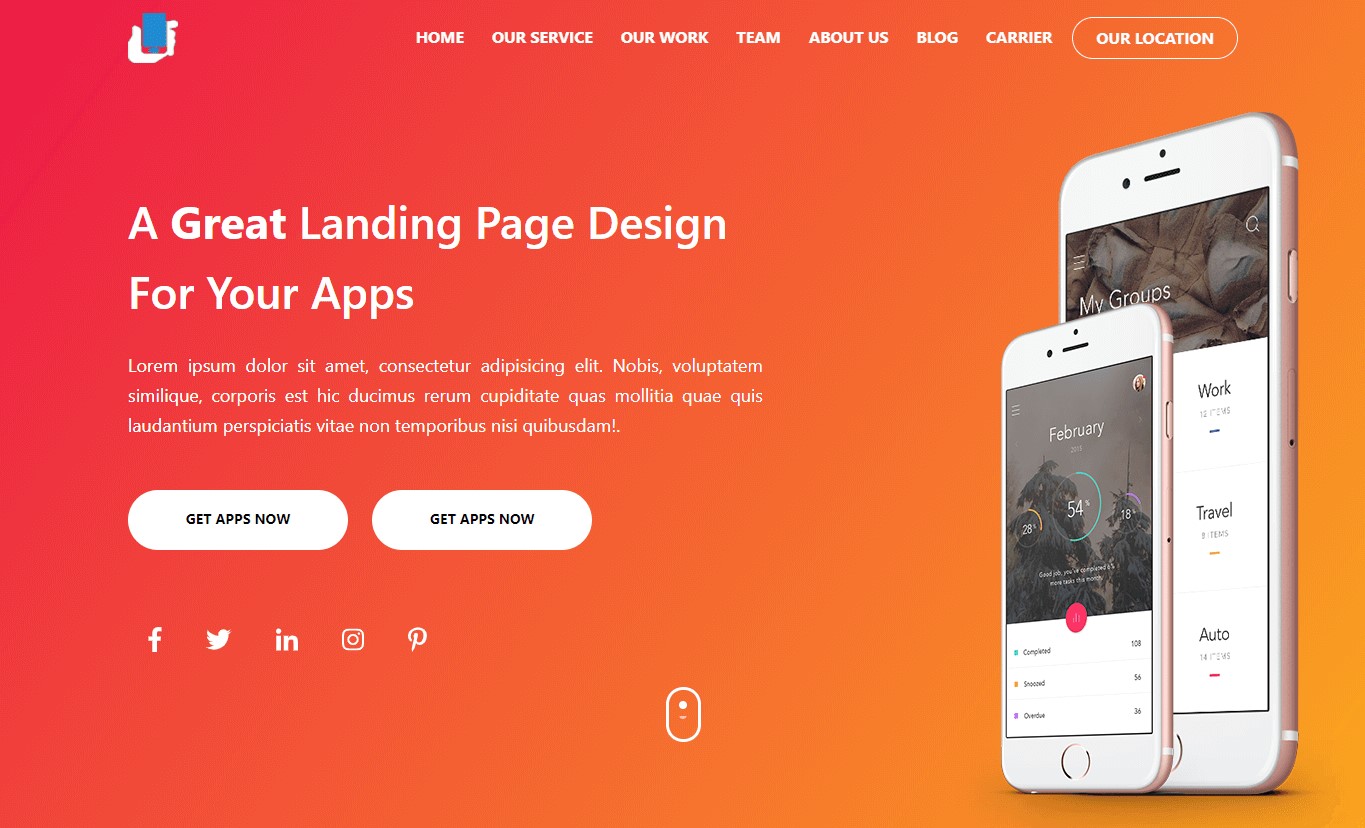 HOME OUR SERVICE OUR WORK TEAM ABOUT US BLOG CARRIER OUR LOCATION
A Great Landing Page Design
For Your Apps
Lorem ipsum dolor sit amet, consectetur adipisicing elit. Nobis, voluptatem
similique, corporis est hic ducimus rerum cupiditate quas mollitia quae quis
laudantium perspiciatis vitae non temporibus nisi quibusdam!.
GET APPS NOW GET APPS NOW
My Groups
Work
12 ITEMS
Travel
8 ITEMS
Auto
14 ITEMS
February
2015
28%
54%
18%
Good job, you've completed 6%
more tasks this month
Completed 108
Snoozed 56
Overdue 36